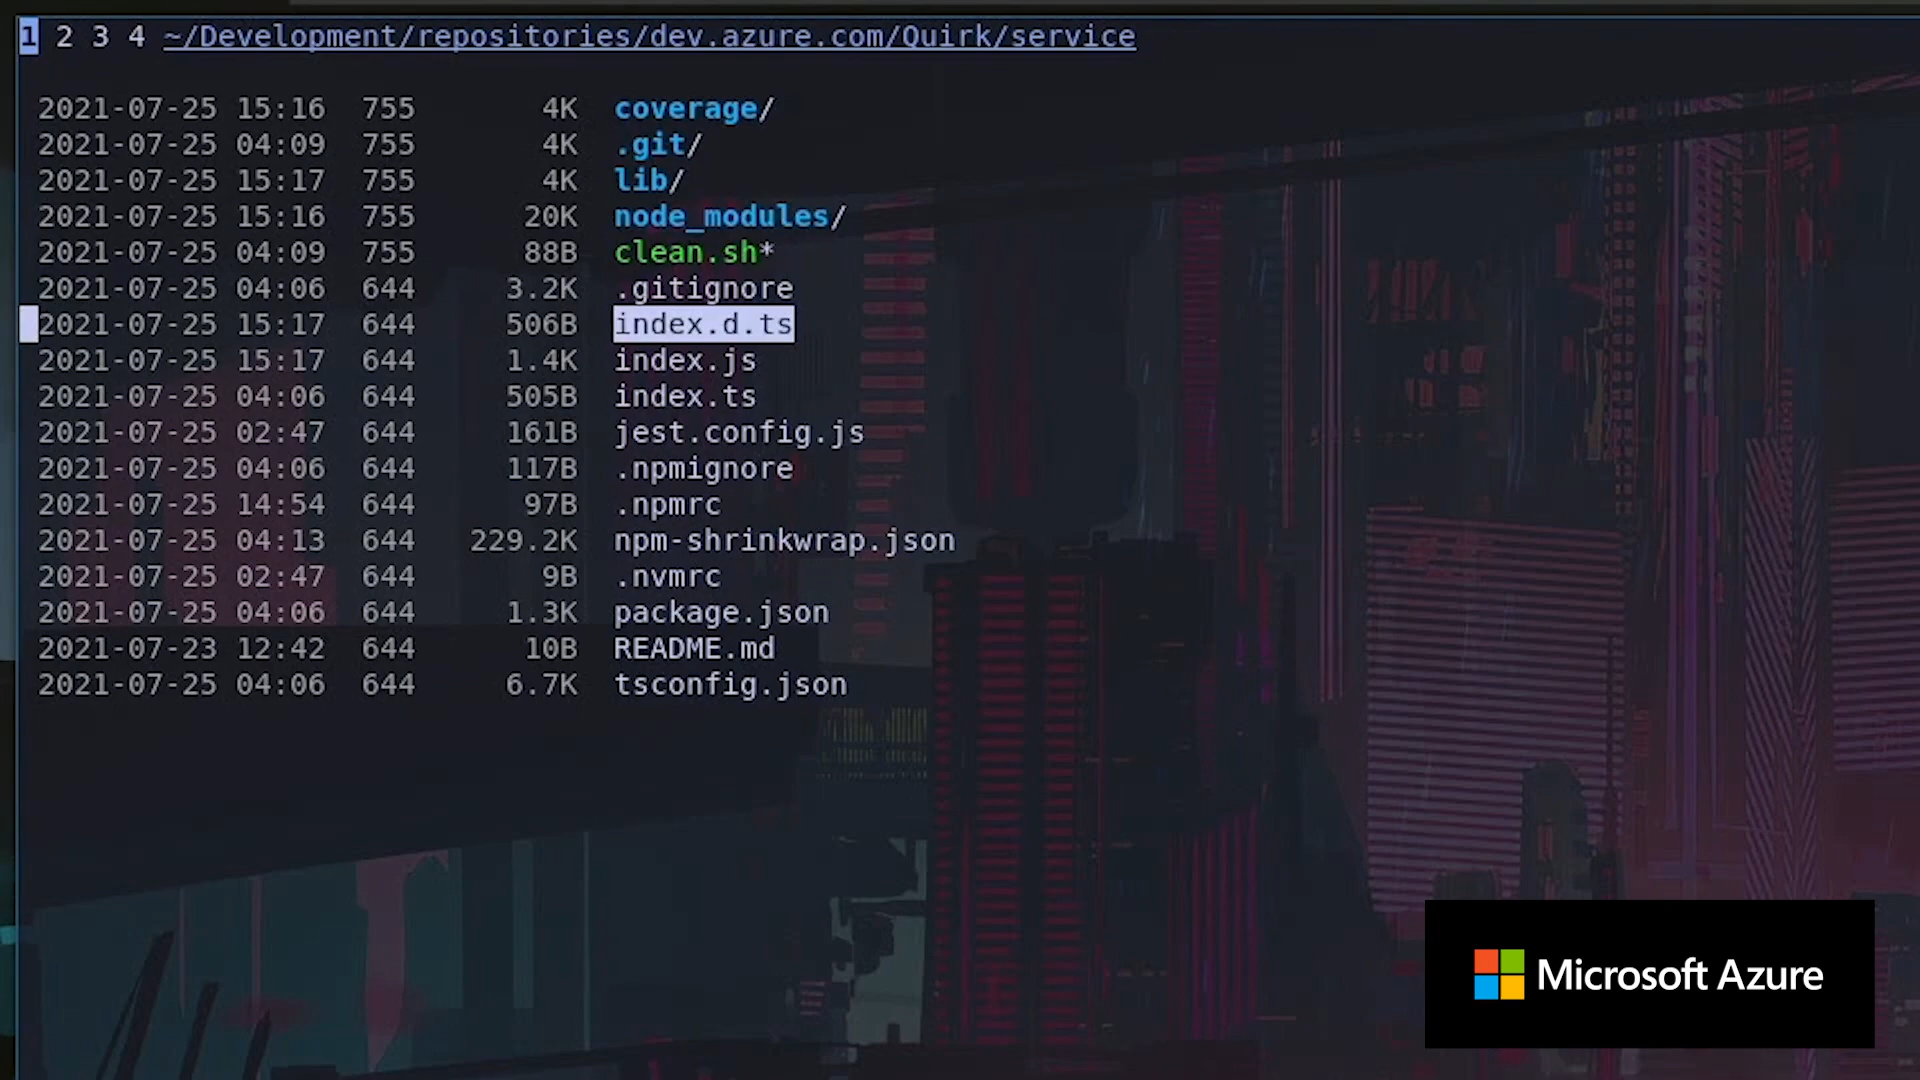 1 2 3 4 ~/Development/repositories/dev.azure.com/Quirk/service
2021-07-25 15:16 755 4K coverage/
2021-07-25 04:09 755 4K .git/
2021-07-25 15:17 755 4K lib/
2021-07-25 15:16 755 20K node_modules/
2021-07-25 04:09 755 88B clean.sh*
2021-07-25 04:06 644 3.2K .gitignore
2021-07-25 15:17 644 506B index.d.ts
2021-07-25 15:17 644 1.4K index.js
2021-07-25 04:06 644 505B index.ts
2021-07-25 02:47 644 161B jest.config.js
2021-07-25 04:06 644 117B .npmignore
2021-07-25 14:54 644 97B .npmrc
2021-07-25 04:13 644 229.2K npm-shrinkwrap.json
2021-07-25 02:47 644 9B .nvmrc
2021-07-25 04:06 644 1.3K package.json
2021-07-23 12:42 644 10B README.md
2021-07-25 04:06 644 6.7K tsconfig.json
Microsoft Azure